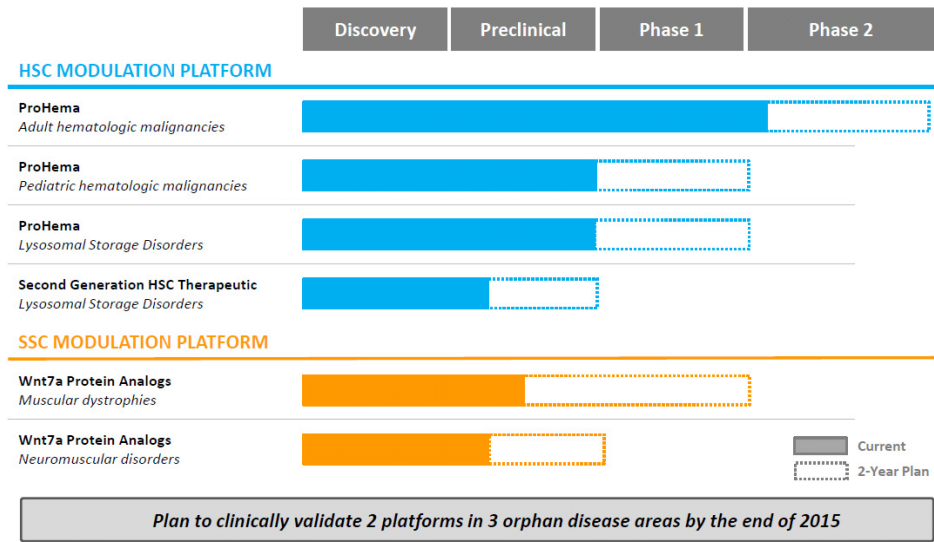 Discovery Preclinical Phase 1 Phase 2
HSC MODULATION PLATFORM
ProHema
Adult hematologic malignancies
ProHema
Pediatric hematologic malignancies
ProHema
Lysosomal Storage Disorders
Second Generation HSC Therapeutic
Lysosomal Storage Disorders
SSC MODULATION PLATFORM
Wnt7a Protein Analogs
Muscular dystrophies
Wnt7a Protein Analogs
Neuromuscular disorders
Current
2-Year Plan
Plan to clinically validate 2 platforms in 3 orphan disease areas by the end of 2015